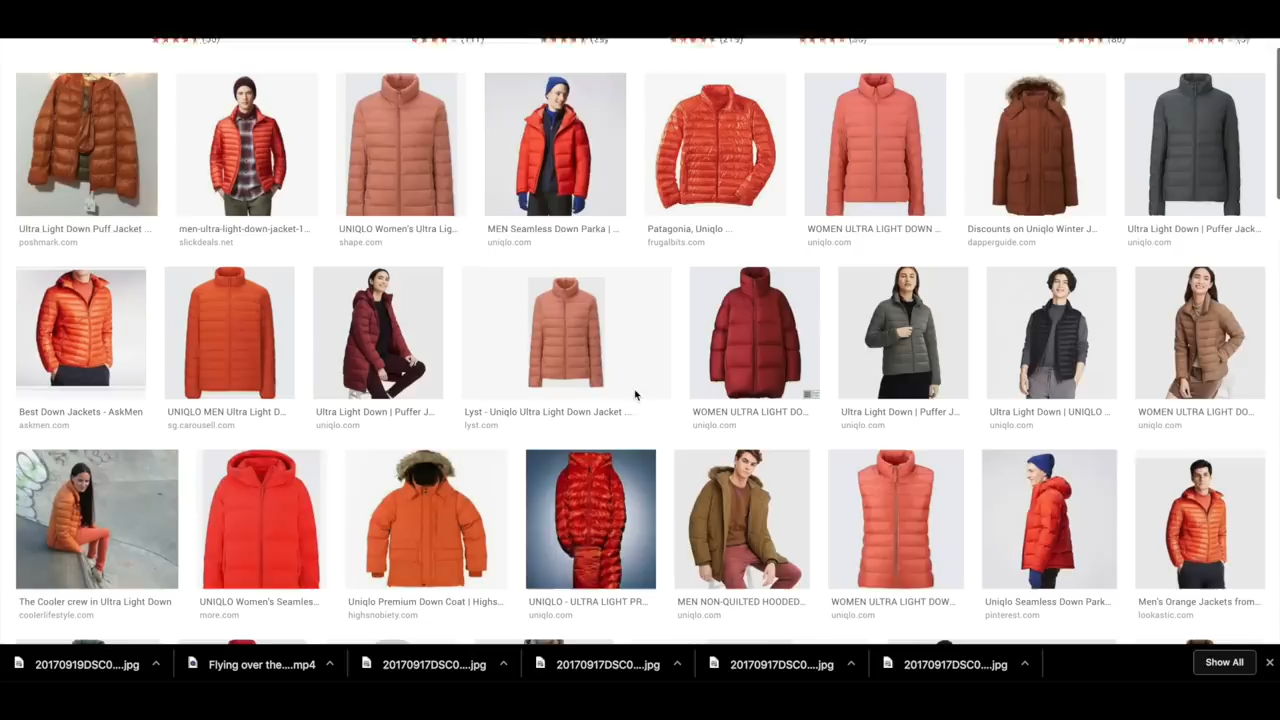 Ultra Light Down Puff Jacket ...
poshmark.com
men-ultra-light-down-jacket-1...
slickdeals.net
UNIQLO Women's Ultra Lig...
shape.com
MEN Seamless Down Parka | ...
uniqlo.com
Patagonia, Uniqlo ...
frugalbits.com
WOMEN ULTRA LIGHT DOWN ...
uniqlo.com
Discounts on Uniqlo Winter J...
dapperguide.com
Ultra Light Down | Puffer Jack...
uniqlo.com
Best Down Jackets - AskMen
askmen.com
UNIQLO MEN Ultra Light D...
sg.carousell.com
Ultra Light Down | Puffer J...
uniqlo.com
Lyst - Uniqlo Ultra Light Down Jacket ...
lyst.com
WOMEN ULTRA LIGHT DO...
uniqlo.com
Ultra Light Down | Puffer J...
uniqlo.com
Ultra Light Down | UNIQLO ...
uniqlo.com
WOMEN ULTRA LIGHT DO...
uniqlo.com
The Cooler crew in Ultra Light Down
coolerlifestyle.com
UNIQLO Women's Seamles...
more.com
Uniqlo Premium Down Coat | Highs...
highsnobiety.com
UNIQLO - ULTRA LIGHT PR...
uniqlo.com
MEN NON-QUILTED HOODED...
uniqlo.com
WOMEN ULTRA LIGHT DOW...
uniqlo.com
Uniqlo Seamless Down Park...
pinterest.com
Men's Orange Jackets from...
lookastic.com
20170919DSC0....jpg
Flying over the....mp4
20170917DSC0....jpg
20170917DSC0....jpg
20170917DSC0....jpg
20170917DSC0....jpg
Show All